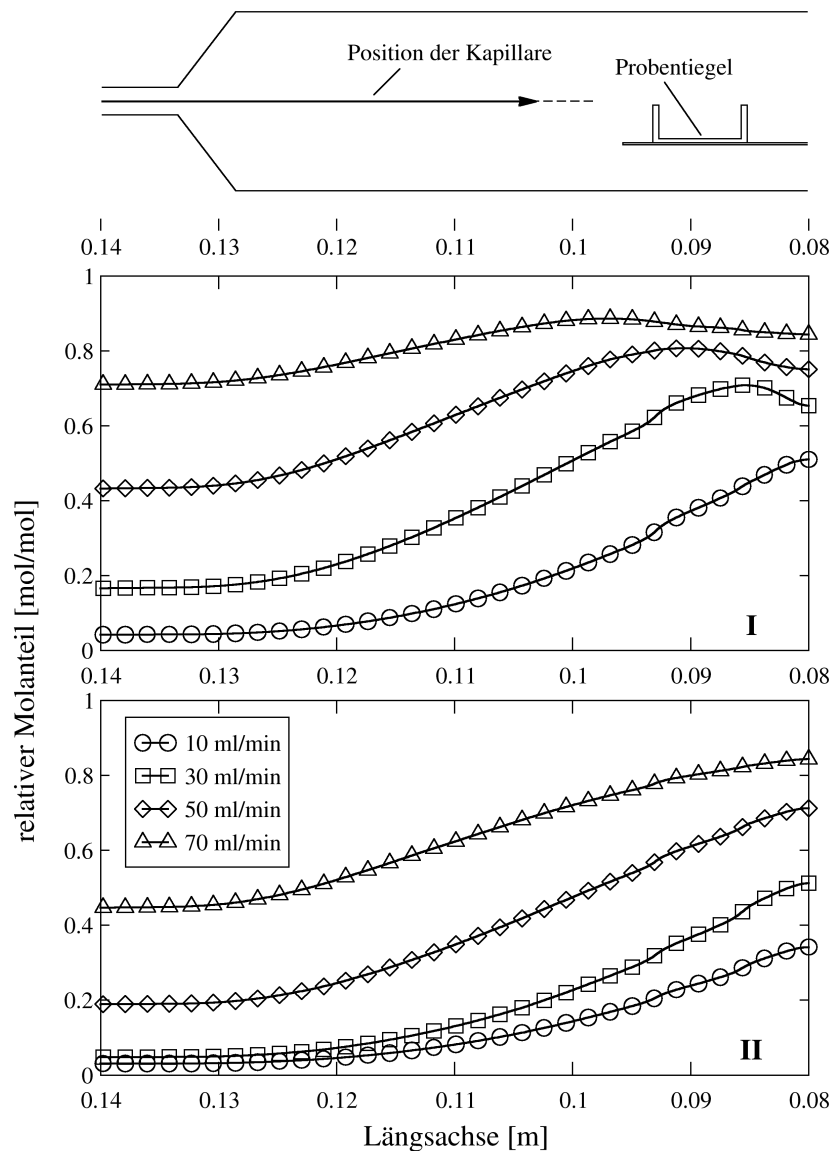 Position der Kapillare
Probentiegel
0.14 0.13 0.12 0.11 0.1 0.09 0.08
1
0.8
0.6
0.4
0.2
0
I
0.14 0.13 0.12 0.11 0.1 0.09 0.08
relativer Molanteil [mol/mol]
1
0.8
0.6
0.4
0.2
0
10 ml/min
30 ml/min
50 ml/min
70 ml/min
II
0.14 0.13 0.12 0.11 0.1 0.09 0.08
Längsachse [m]